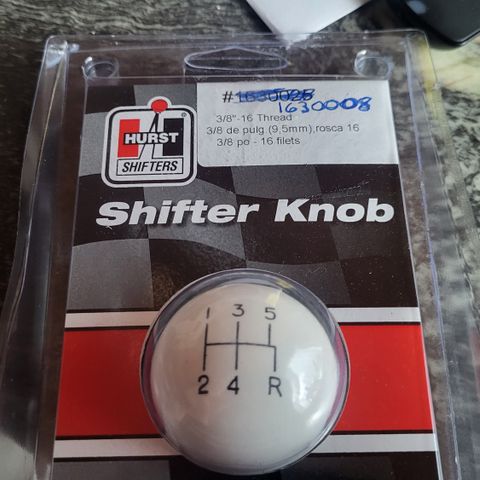 #1630026
1630008
3/8"-16 Thread
3/8 de pulg (9,5mm),rosca 16
3/8 po - 16 filets
HURST
SHIFTERS
Shifter Knob
1 3 5
2 4 R